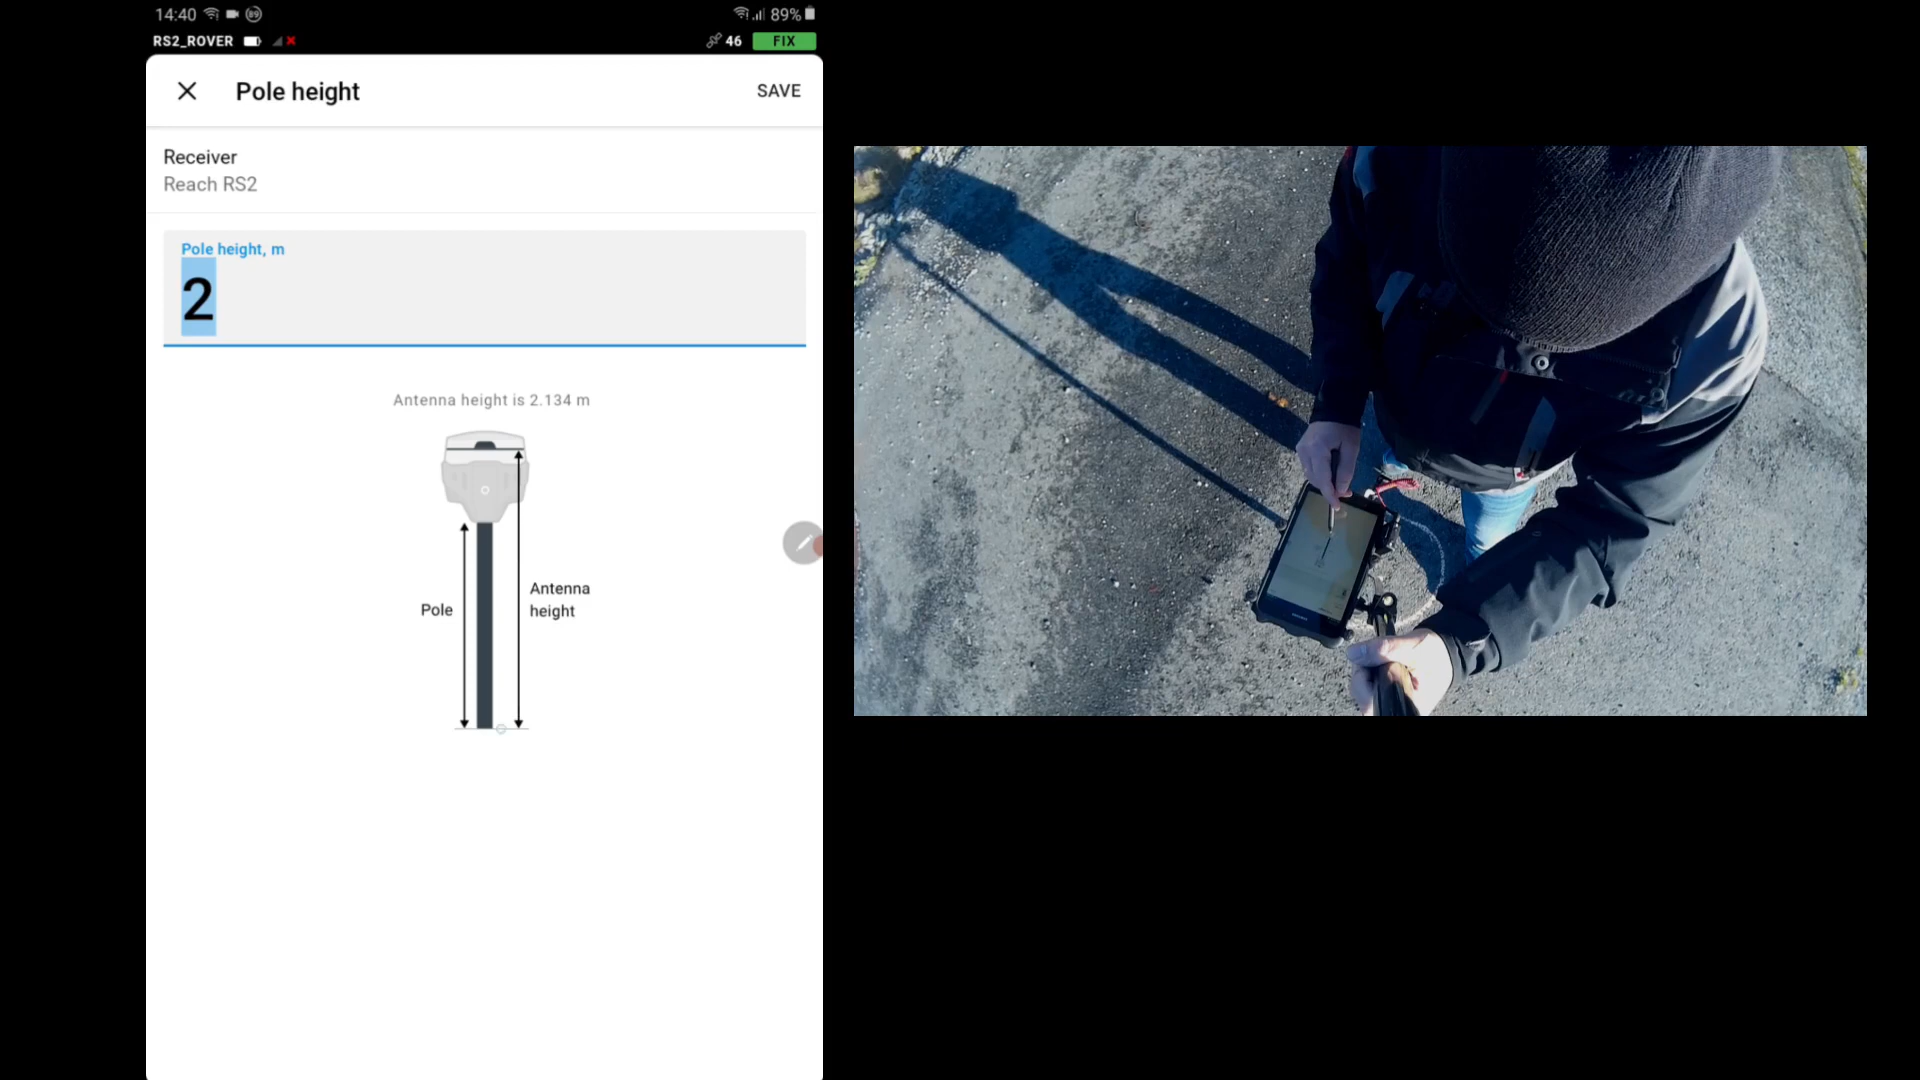 14:40 89 89%
RS2_ROVER 46 FIX
Pole height SAVE
Receiver
Reach RS2
Pole height, m
2
Antenna height is 2.134 m
Antenna
height
Pole